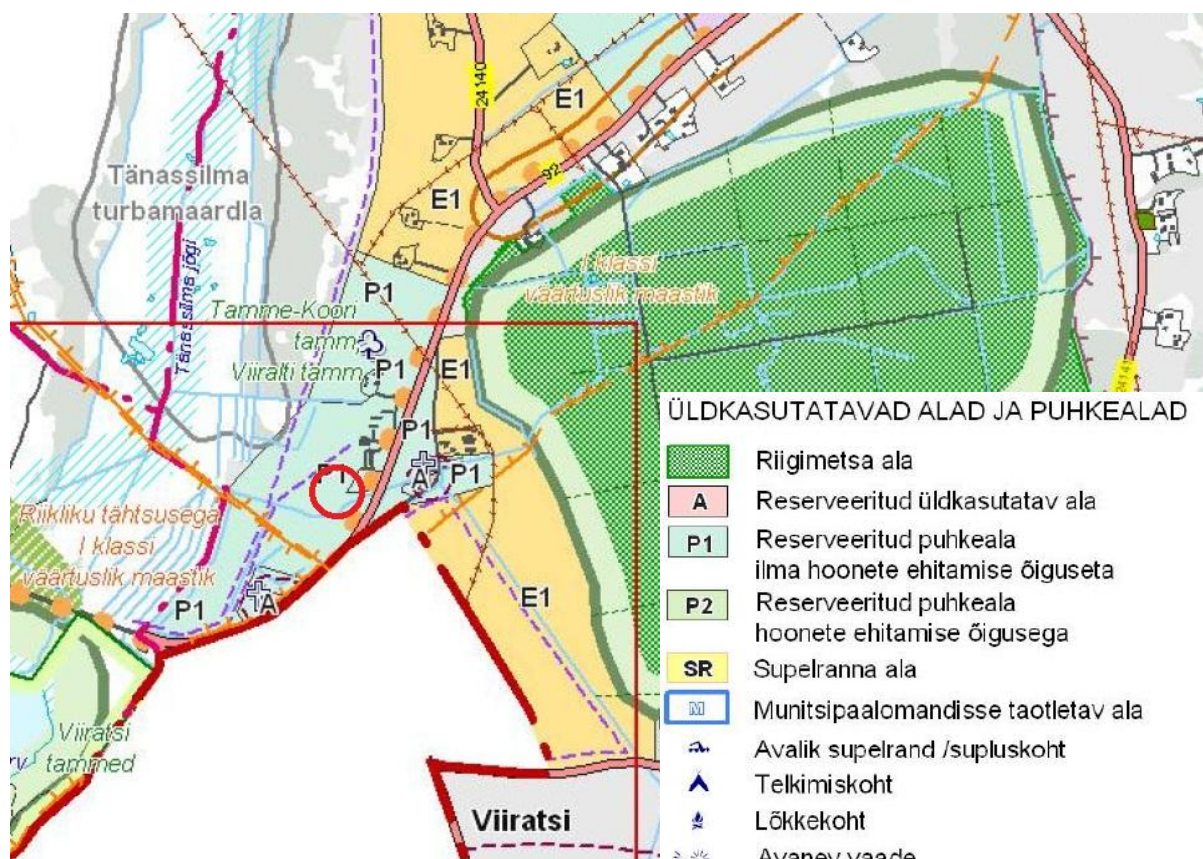 24140
E1
92
E1
Tänassilma
turbamaardla
Tänassilma jõgi
I klassi
väärtuslik maastik
P1
Tamme-Koori
tamm,
Viiralti tamm
P1
E1
P1
24141
P1
A
P1
Riikliku tähtsusega
I klassi
väärtuslik maastik
A
P1
E1
Viiratsi
tammed
Viiratsi
ÜLDKASUTATAVAD ALAD JA PUHKEALAD
Riigimetsa ala
A Reserveeritud üldkasutatav ala
P1 Reserveeritud puhkeala
ilma hoonete ehitamise õiguseta
P2 Reserveeritud puhkeala
hoonete ehitamise õigusega
SR Supelranna ala
M Munitsipaalomandisse taotletav ala
Avalik supelrand /supluskoht
Telkimiskoht
Lõkkekoht